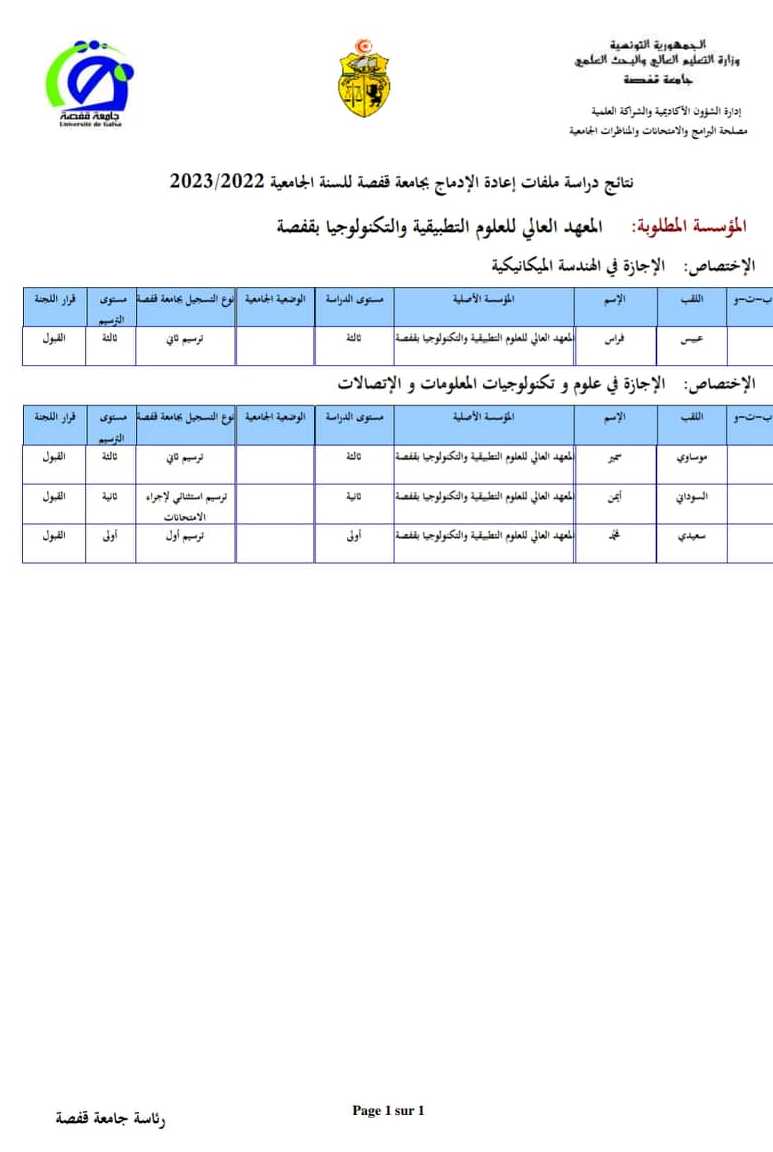 الجمهورية التونسية
وزارة التعليم العالي والبحث العلمي
جامعة قفصة
إدارة الشؤون الأكاديمية والشراكة العلمية
مصلحة البرامج والامتحانات والمناظرات الجامعية
جامعة قفصة
Université de Gafsa
نتائج دراسة ملفات إعادة الإدماج بجامعة قفصة للسنة الجامعية 2023/2022
المؤسسة المطلوبة: المعهد العالي للعلوم التطبيقية والتكنولوجيا بقفصة
الإختصاص: الإجازة في الهندسة الميكانيكية
ب-ت-و اللقب الإسم المؤسسة الأصلية مستوى الدراسة الوضعية الجامعية نوع التسجيل بجامعة قفصة مستوى الترسيم قرار اللجنة
عبيس فراس المعهد العالي للعلوم التطبيقية والتكنولوجيا بقفصة ثالثة ترسيم ثاني ثالثة القبول
الإختصاص: الإجازة في علوم و تكنولوجيات المعلومات و الإتصالات
ب-ت-و اللقب الإسم المؤسسة الأصلية مستوى الدراسة الوضعية الجامعية نوع التسجيل بجامعة قفصة مستوى الترسيم قرار اللجنة
موساوي سمير المعهد العالي للعلوم التطبيقية والتكنولوجيا بقفصة ثالثة ترسيم ثاني ثالثة القبول
السوداني أيمن المعهد العالي للعلوم التطبيقية والتكنولوجيا بقفصة ثانية ترسيم استثنائي لإجراء الامتحانات ثانية القبول
سعيدي محمد المعهد العالي للعلوم التطبيقية والتكنولوجيا بقفصة أولى ترسيم أول أولى القبول
Page 1 sur 1
رئاسة جامعة قفصة